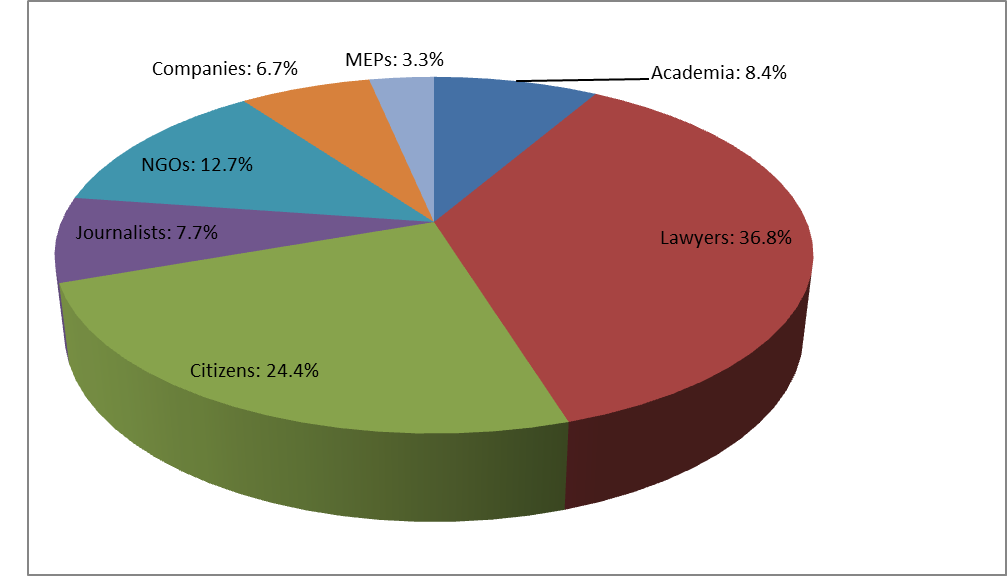 MEPs: 3.3%
Companies: 6.7%
Academia: 8.4%
NGOs: 12.7%
Journalists: 7.7%
Lawyers: 36.8%
Citizens: 24.4%